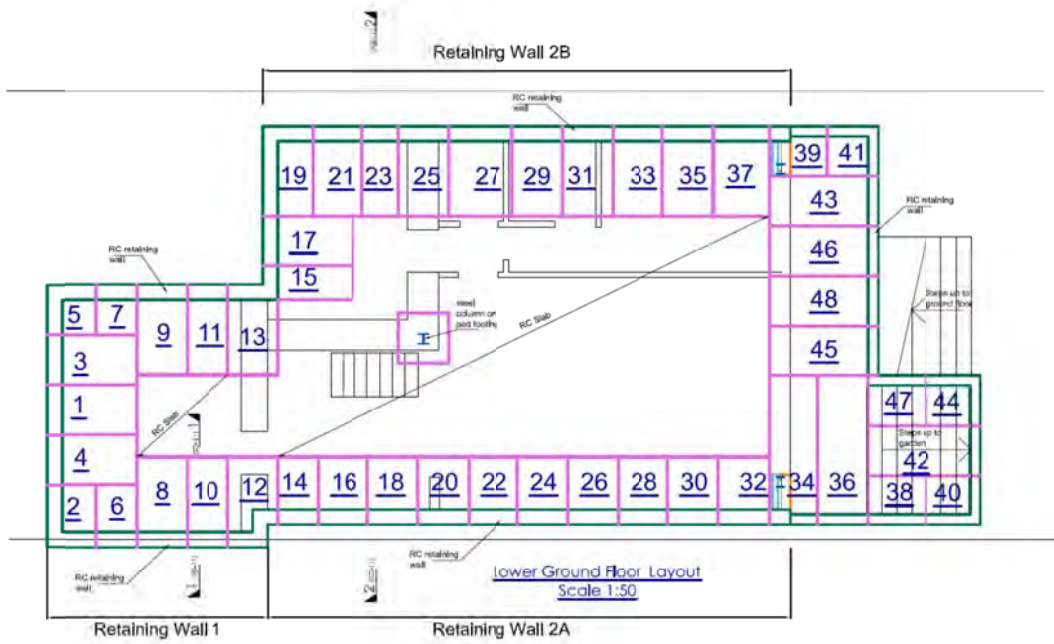 Retaining Wall 2B
RC retaining
wall
19 21 23 25 27 29 31 33 35 37 39 41
43
RC retaining
wall
17
46
RC retaining
wall
15
48
Steps up to
ground floor
5 7
9 11 13
steel
column on
pad footing
RC Slab
3
45
1
47 44
RC Slab
Steps up to
garden
4
42
14 16 18 20 22 24 26 28 30 32 34 36
2 6 8 10 12
38 40
RC retaining
wall
RC retaining
wall
Lower Ground Floor Layout
Scale 1:50
Retaining Wall 1
Retaining Wall 2A